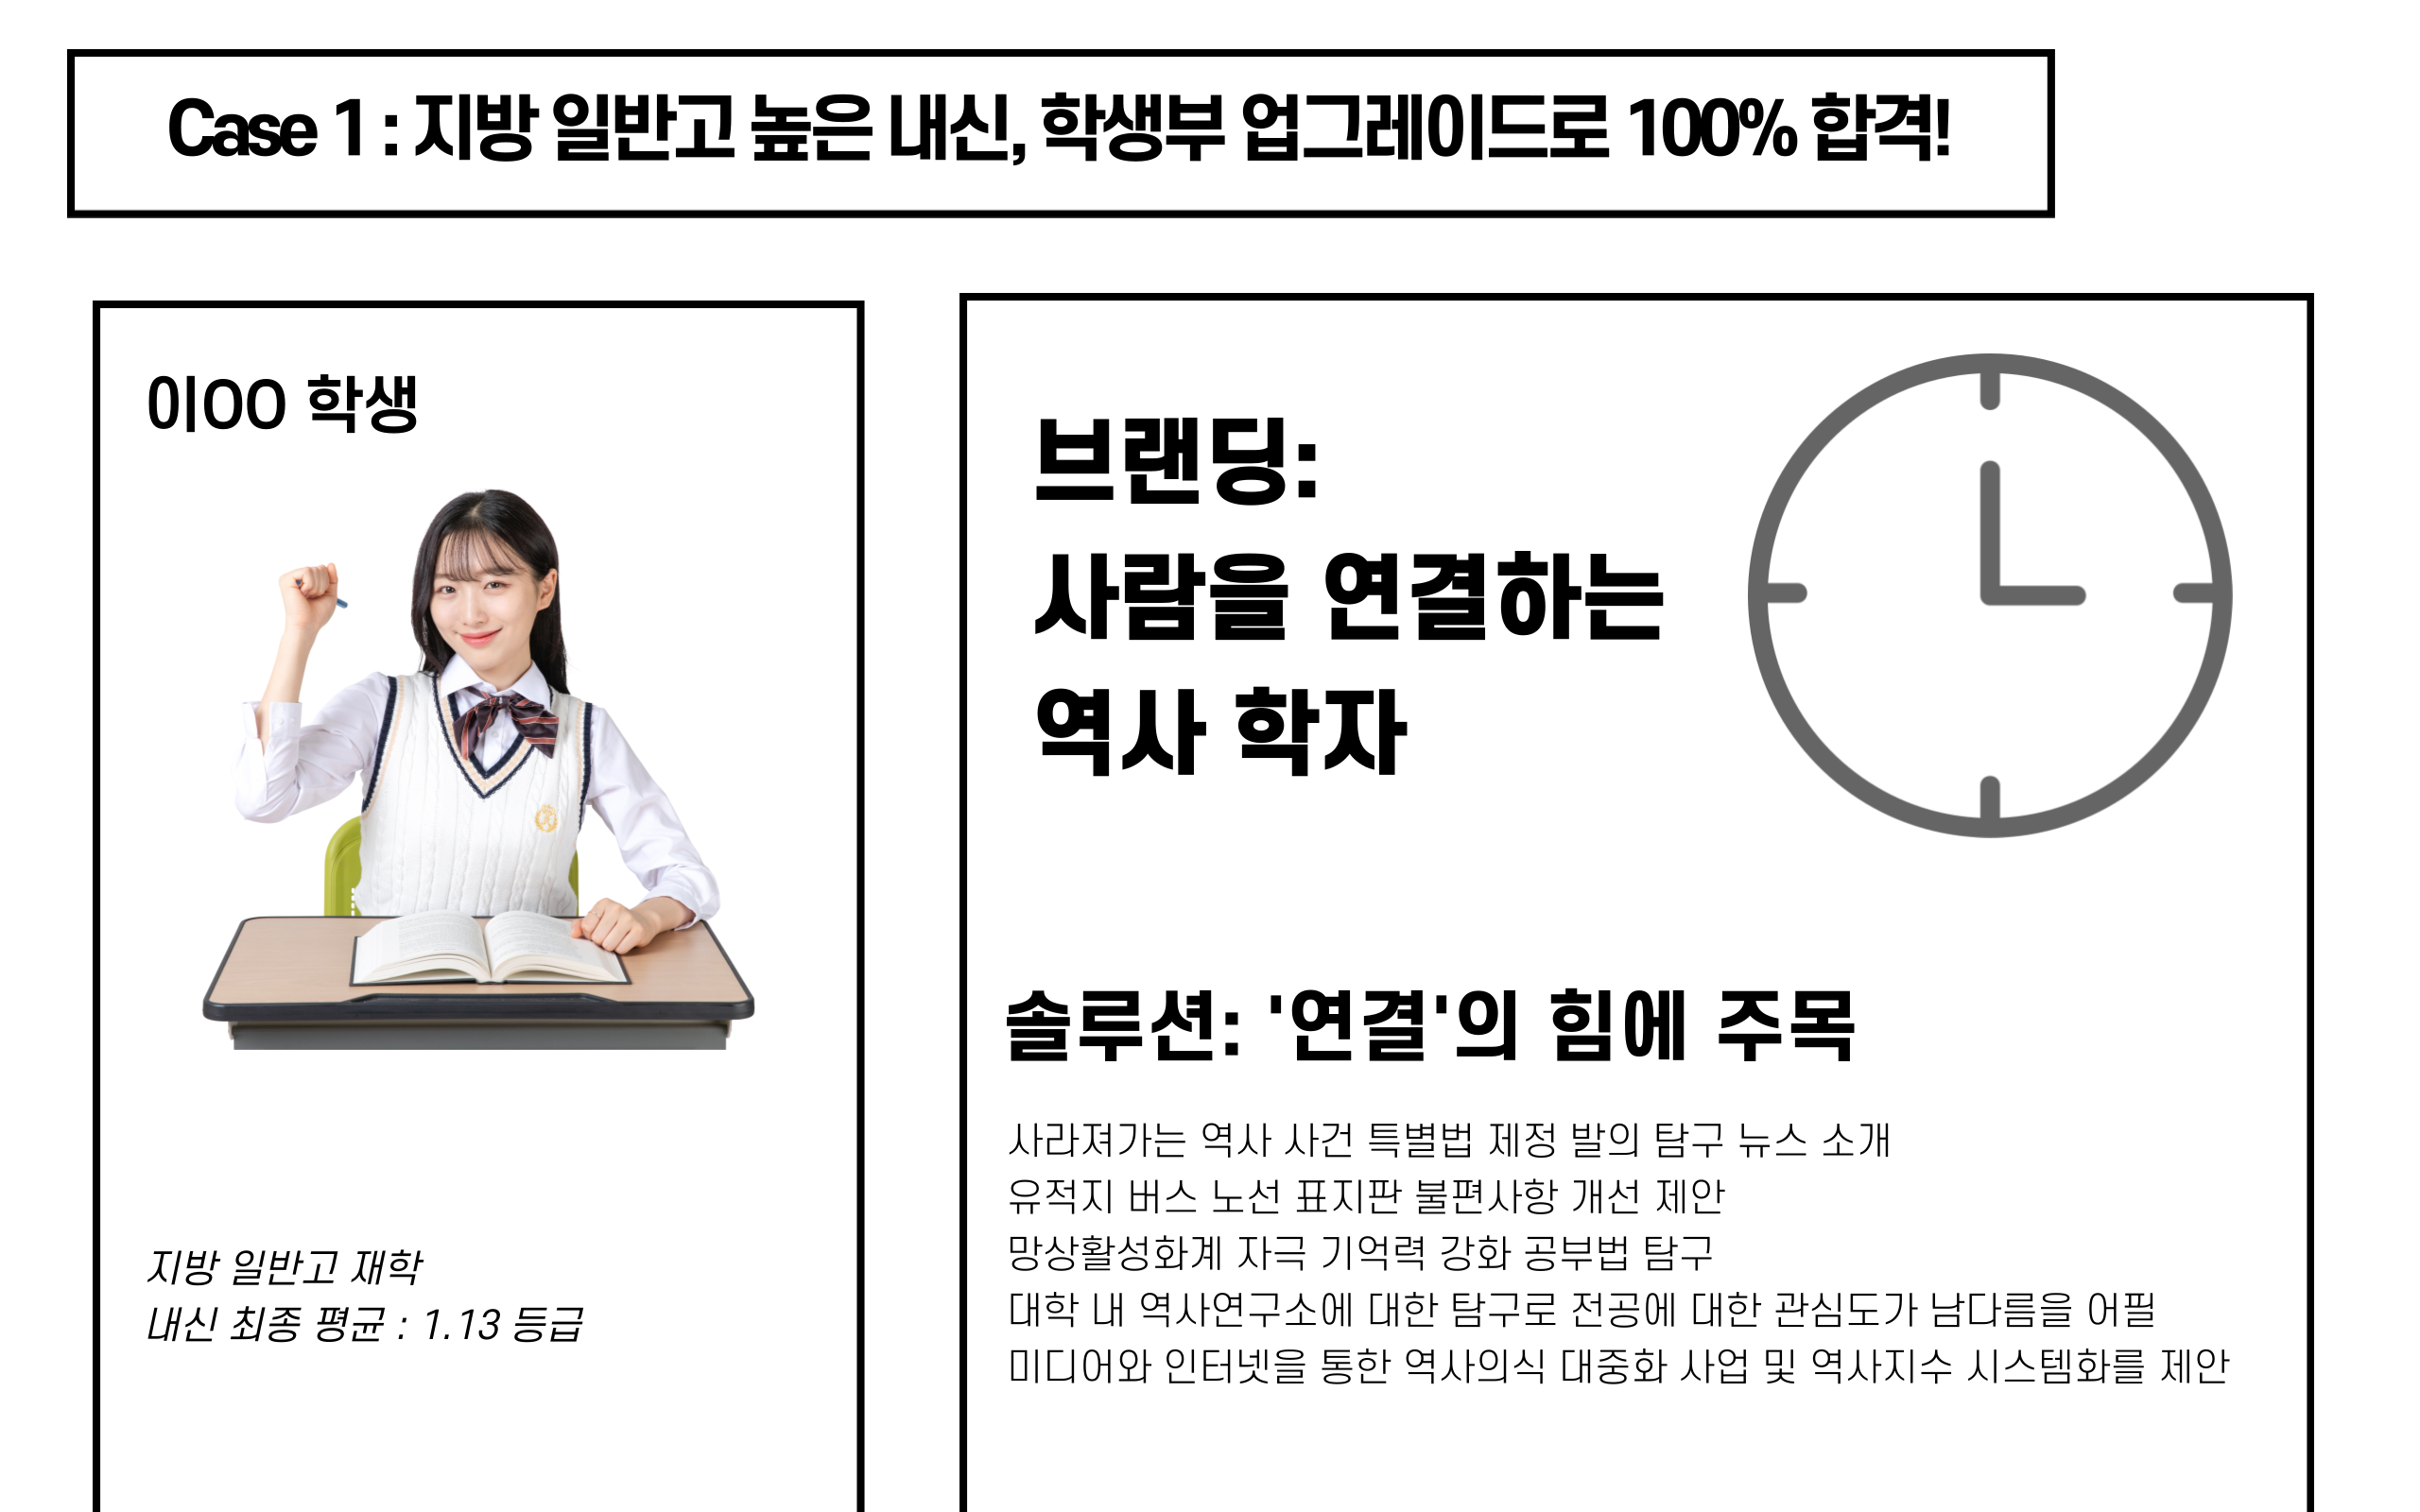 Case 1 : 지방 일반고 높은 내신, 학생부 업그레이드로 100% 합격!
이OO 학생
지방 일반고 재학
내신 최종 평균 : 1.13 등급
브랜딩:
사람을 연결하는
역사 학자
솔루션: '연결'의 힘에 주목
사라져가는 역사 사건 특별법 제정 발의 탐구 뉴스 소개
유적지 버스 노선 표지판 불편사항 개선 제안
망상활성화계 자극 기억력 강화 공부법 탐구
대학 내 역사연구소에 대한 탐구로 전공에 대한 관심도가 남다름을 어필
미디어와 인터넷을 통한 역사의식 대중화 사업 및 역사지수 시스템화를 제안